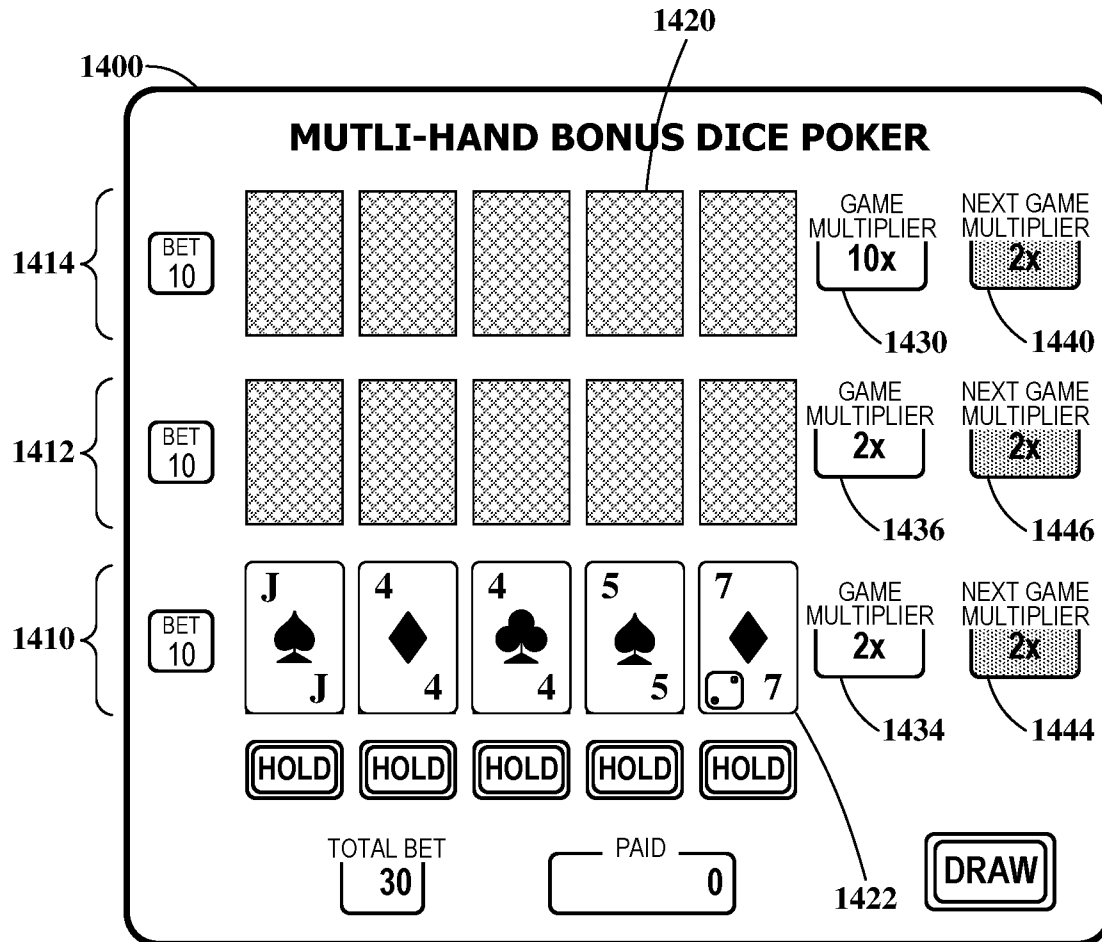 1420
1400
MUTLI-HAND BONUS DICE POKER
GAME MULTIPLIER
NEXT GAME MULTIPLIER
1414
BET
10
10x
2x
1430
1440
GAME MULTIPLIER
NEXT GAME MULTIPLIER
1412
BET
10
2x
2x
1436
1446
J 4 4 5 7
GAME MULTIPLIER
NEXT GAME MULTIPLIER
1410
BET
10
2x
2x
J 4 4 5 7
1434
1444
HOLD HOLD HOLD HOLD HOLD
TOTAL BET
30
PAID
0
DRAW
1422